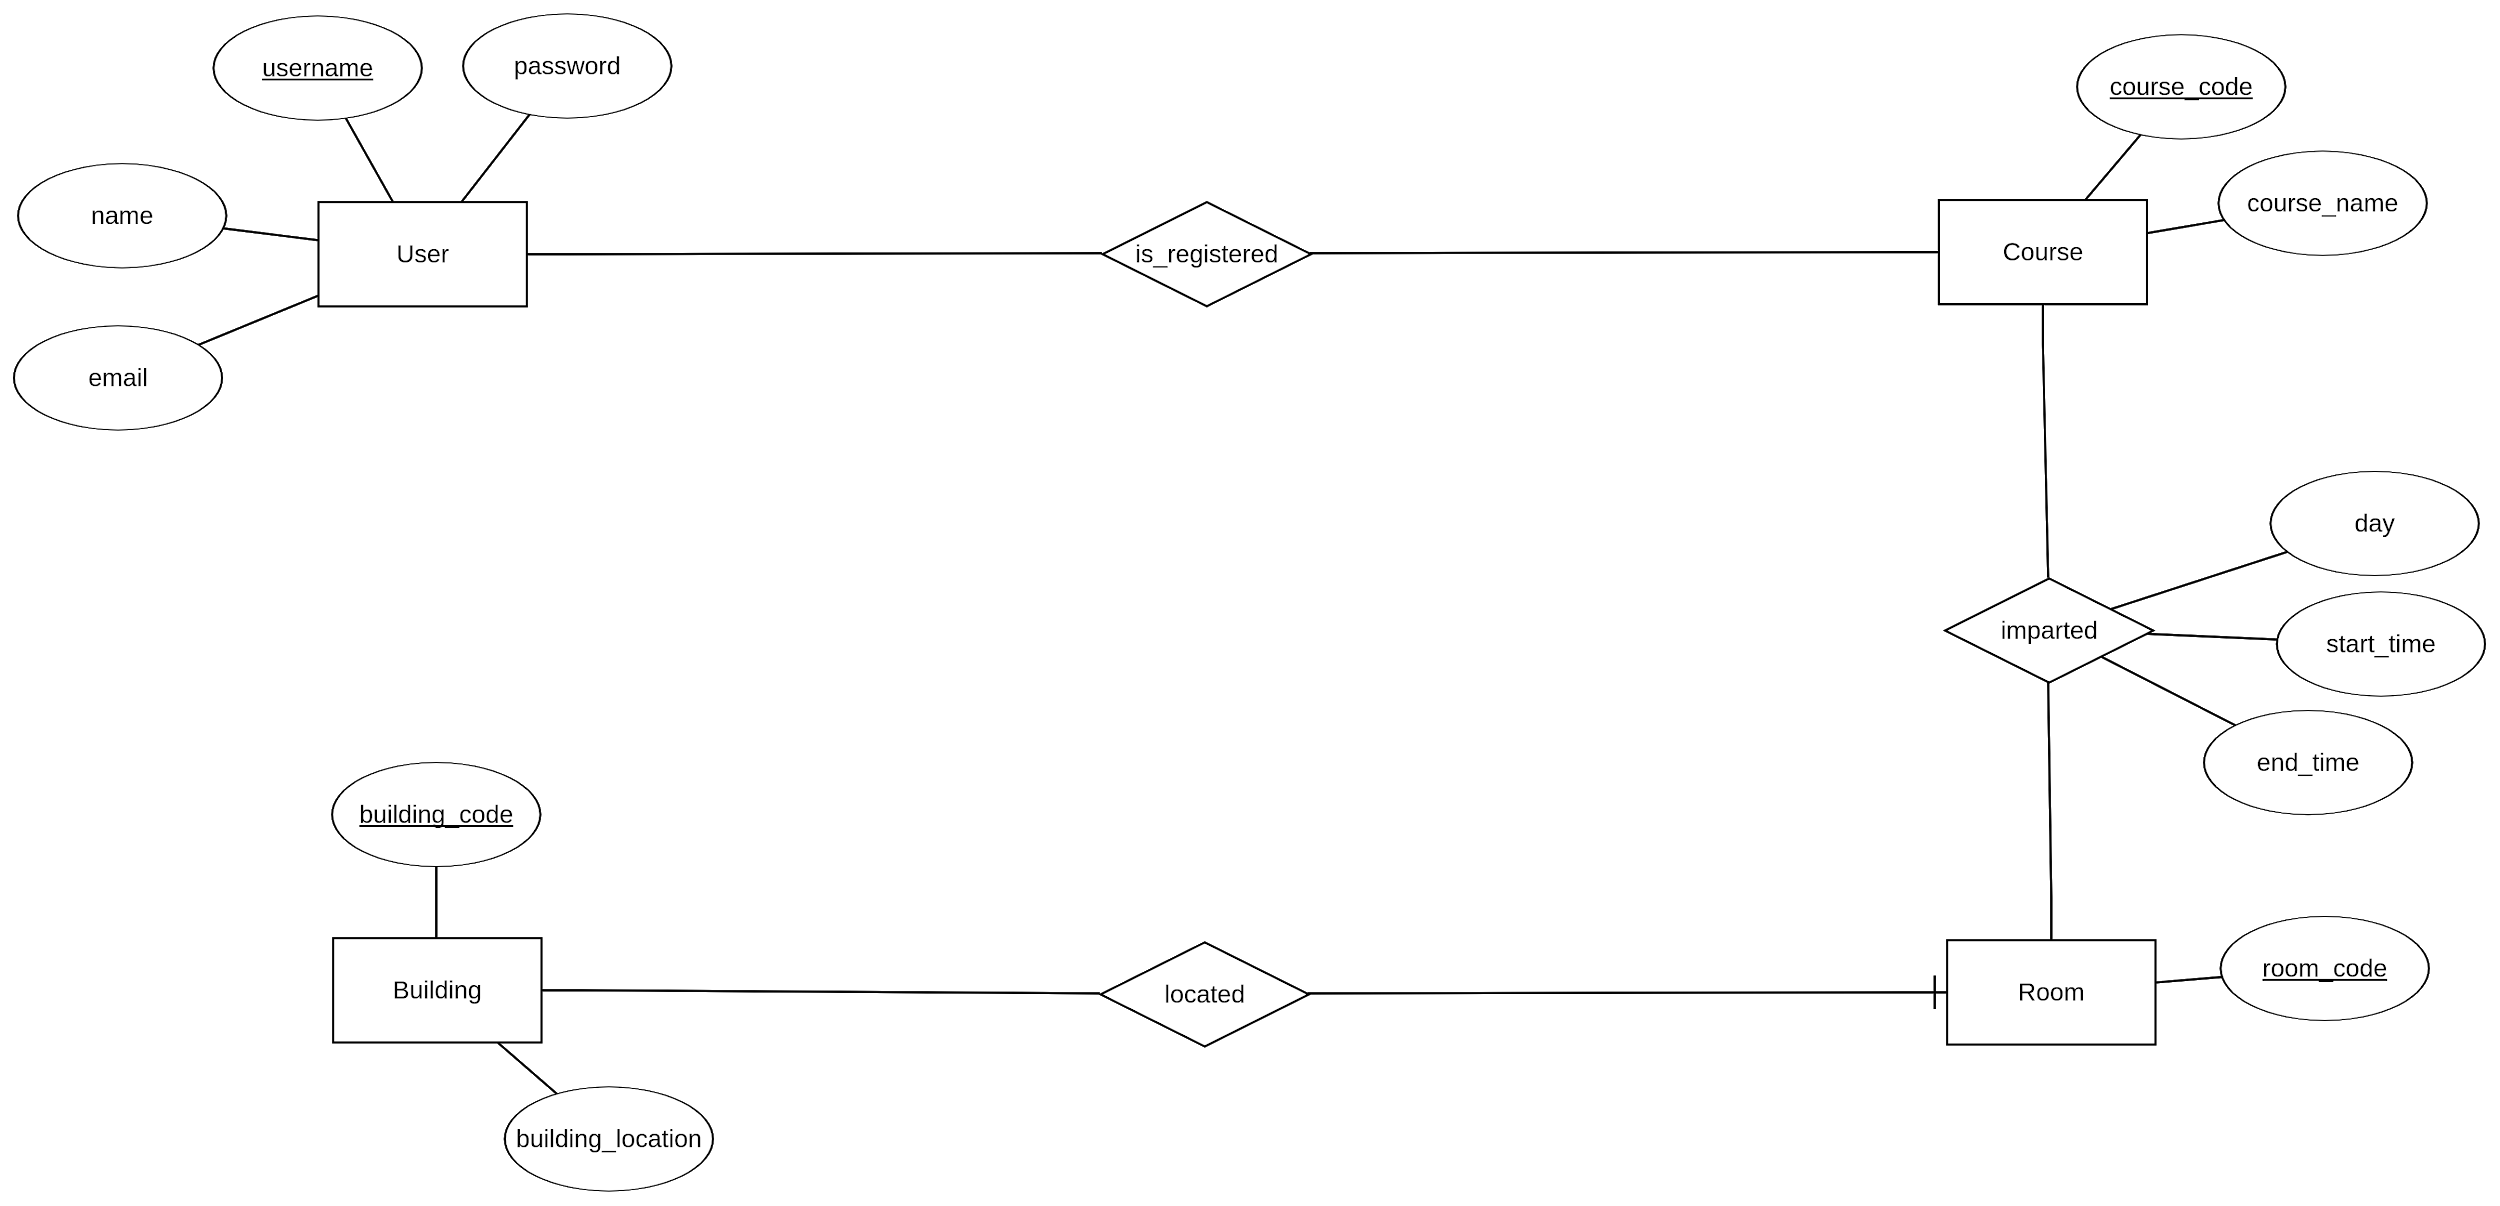 username
password
course_code
name
course_name
User
is_registered
Course
email
day
imparted
start_time
end_time
building_code
room_code
Building
located
Room
building_location